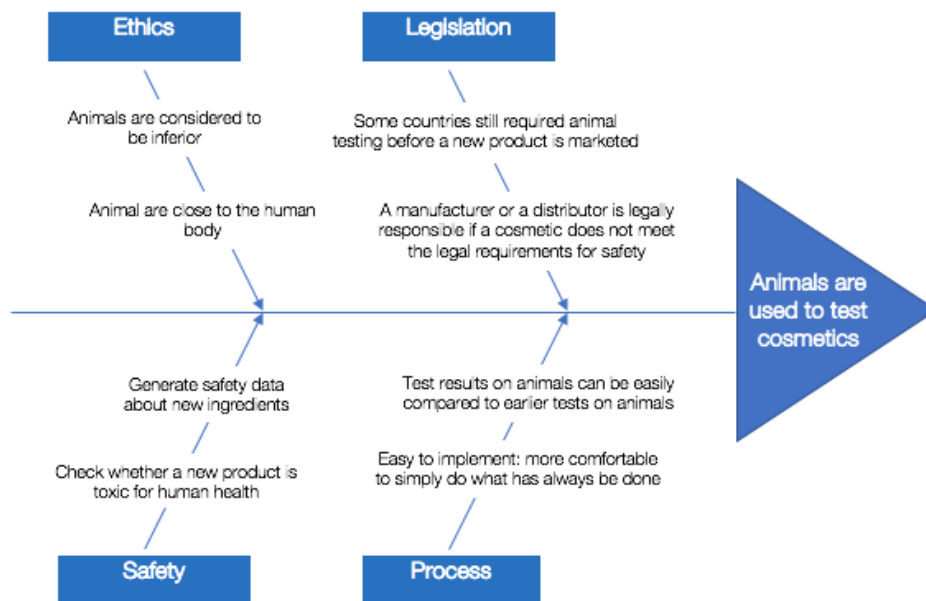 Ethics
Legislation
Animals are considered to
be inferior
Some countries still required animal
testing before a new product is marketed
Animal are close to the human
body
A manufacturer or a distributor is legally
responsible if a cosmetic does not meet
the legal requirements for safety
Animals are
used to test
cosmetics
Generate safety data
about new ingredients
Test results on animals can be easily
compared to earlier tests on animals
Check whether a new product is
toxic for human health
Easy to implement: more comfortable
to simply do what has always be done
Safety
Process